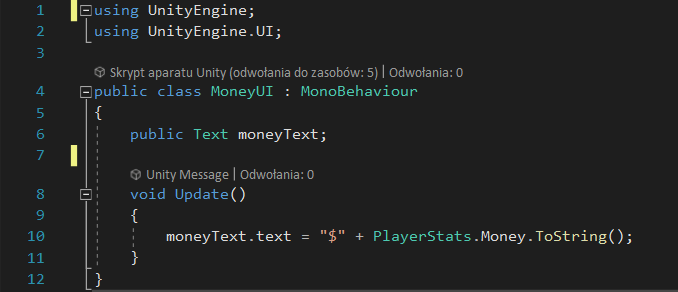 1 using UnityEngine;
2 using UnityEngine.UI;
3
Skrypt aparatu Unity (odwołania do zasobów: 5) | Odwołania: 0
4 public class MoneyUI : MonoBehaviour
5 {
6 public Text moneyText;
7
Unity Message | Odwołania: 0
8 void Update()
9 {
10 moneyText.text = "$" + PlayerStats.Money.ToString();
11 }
12 }